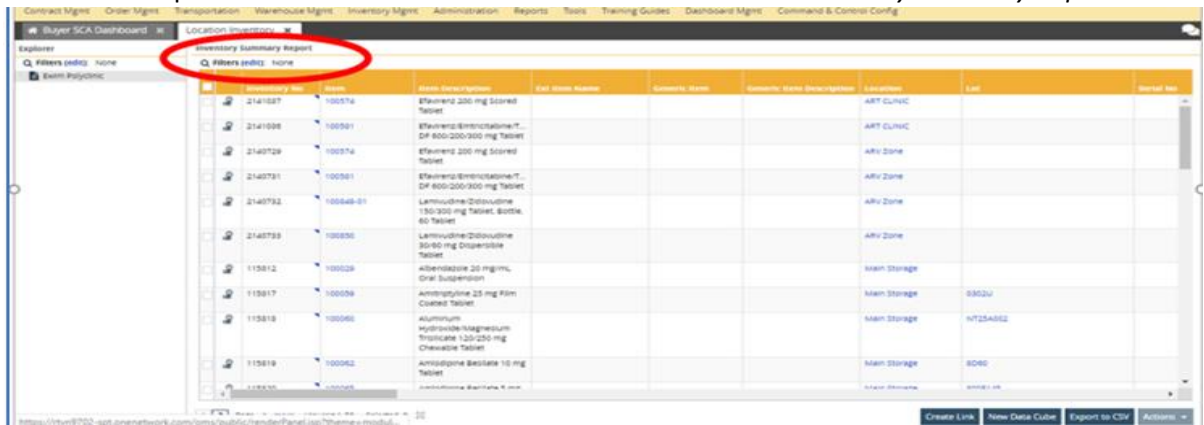 Contract Mgmt Order Mgmt Transportation Warehouse Mgmt Inventory Mgmt Administration Reports Tools Training Guides Dashboard Mgmt Command & Control Config
Buyer SCA Dashboard × Location Inventory ×
Explorer
Inventory Summary Report
Filters (edit): None
Filters (edit): None
Exim Polyclinic
Inventory No Item Item Description Ext Item Name Generic Item Generic Item Description Location Lot Serial No
2141037 100574 Efavirenz 200 mg Scored ART CLINIC
Tablet
100581 Efavirenz/Emtricitabine/T... ART CLINIC
DF 600/200/300 mg Tablet
2140729 100574 Efavirenz 200 mg Scored ARV Zone
Tablet
2140731 100581 Efavirenz/Emtricitabine/T... ARV Zone
DF 600/200/300 mg Tablet
2140732 Lamivudine/Zidovudine ARV Zone
150/300 mg Tablet, Bottle,
60 Tablet
2140733 100850 Lamivudine/Zidovudine ARV Zone
30/60 mg Dispersible
Tablet
115812 100029 Albendazole 20 mg/mL Main Storage
Oral Suspension
115817 100059 Amitriptyline 25 mg Film Main Storage
Coated Tablet
115818 100060 Aluminum Main Storage
Hydroxide/Magnesium
Trisilicate 120/250 mg
Chewable Tablet
115819 100062 Amlodipine Besilate 10 mg Main Storage
Tablet
Create Link New Data Cube Export to CSV Actions